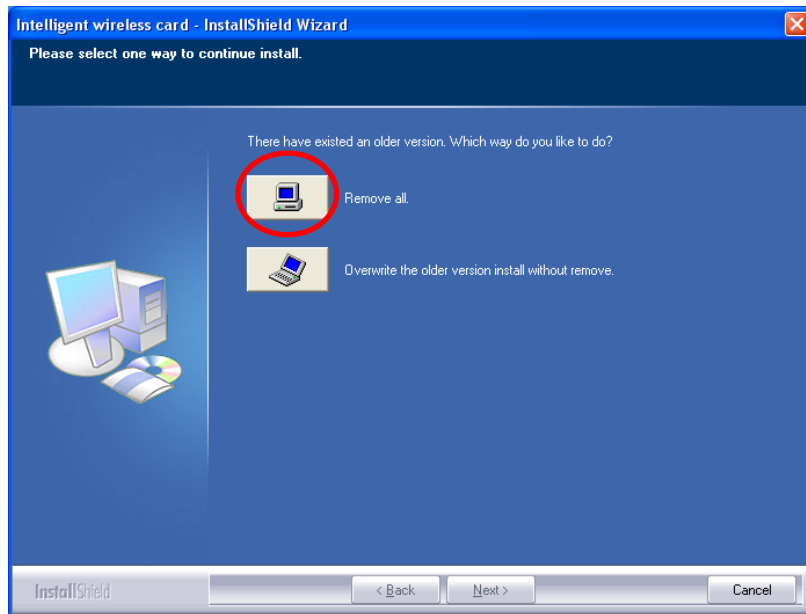 Intelligent wireless card - InstallShield Wizard
Please select one way to continue install.
There have existed an older version. Which way do you like to do?
Remove all.
Overwrite the older version install without remove.
InstallShield
< Back
Next >
Cancel